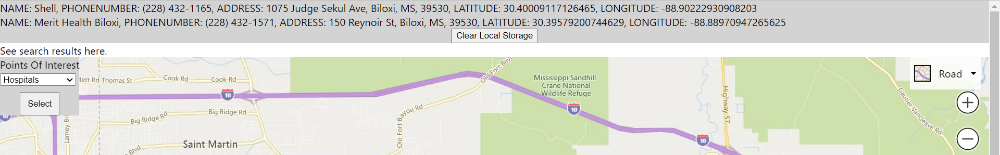 NAME: Shell, PHONENUMBER: (228) 432-1165, ADDRESS: 1075 Judge Sekul Ave, Biloxi, MS, 39530, LATITUDE: 30.40009117126465, LONGITUDE: -88.90222930908203
NAME: Merit Health Biloxi, PHONENUMBER: (228) 432-1571, ADDRESS: 150 Reynoir St, Biloxi, MS, 39530, LATITUDE: 30.39579200744629, LONGITUDE: -88.88970947265625
Clear Local Storage
See search results here.
Points Of Interest
Hospitals
Select
lett Rd Thomas St
Cook Rd
Cook Rd
Old Fort Bayo
Mississippi Sandhill
Crane National
Wildlife Refuge
Road
10
10
10
10
Highway 57
Gautier Vancleave Rd
Big Ridge Rd
Big Ridge Rd
Lamey Br
Old Fort Bayou Rd
Saint Martin
Blvd